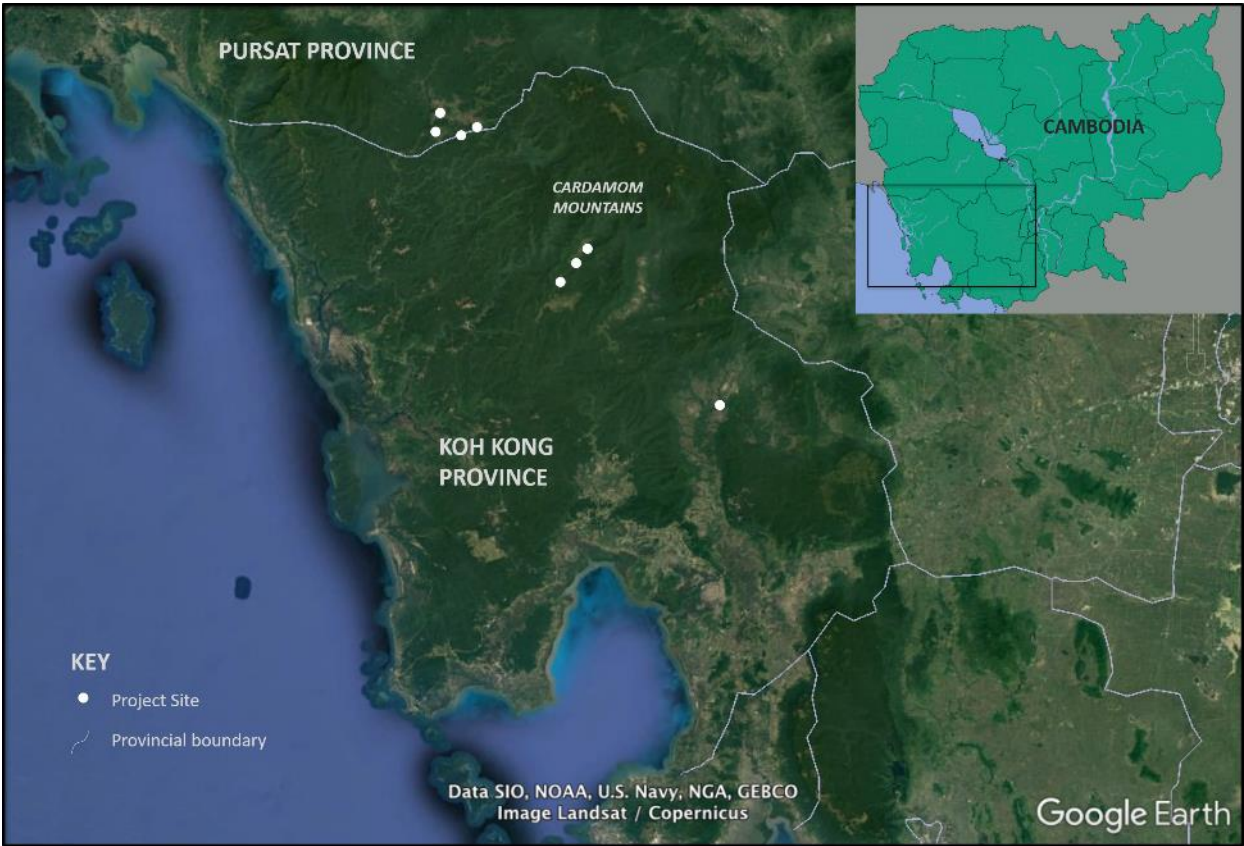 PURSAT PROVINCE
CAMBODIA
CARDAMOM
MOUNTAINS
KOH KONG
PROVINCE
KEY
Project Site
Provincial boundary
Data SIO, NOAA, U.S. Navy, NGA, GEBCO
Image Landsat / Copernicus
Google Earth